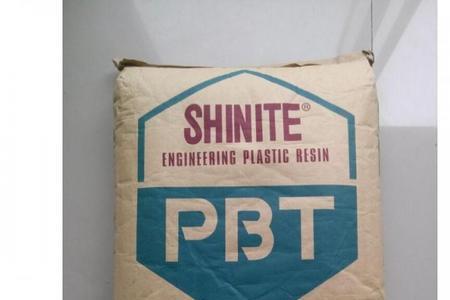 SHINITE®
ENGINEERING PLASTIC RESIN
PBT